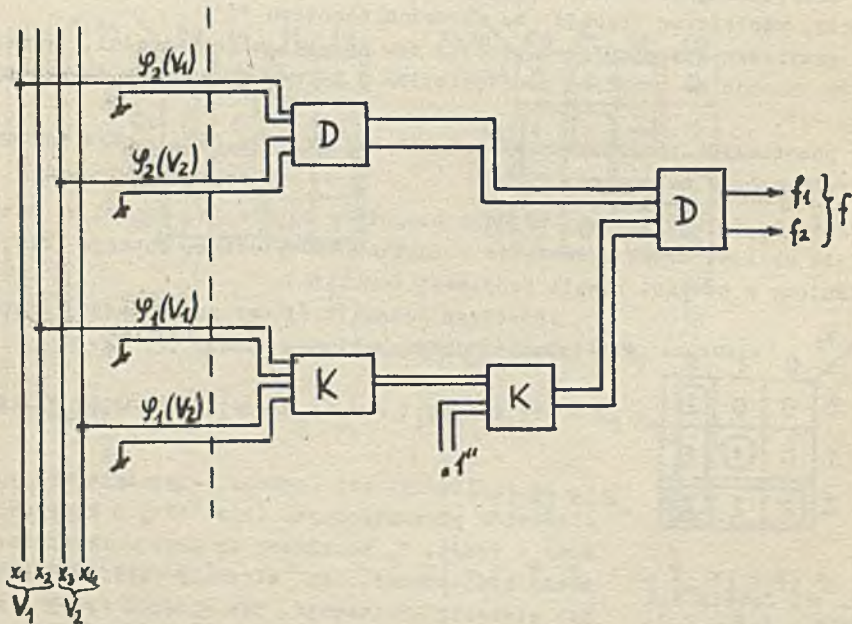 φ₂(V₁)
D
φ₂(V₂)
D
f₁
f₂
} f
φ₁(V₁)
K
φ₁(V₂)
K
„1"
x₁ x₂ x₃ x₄
V₁ V₂